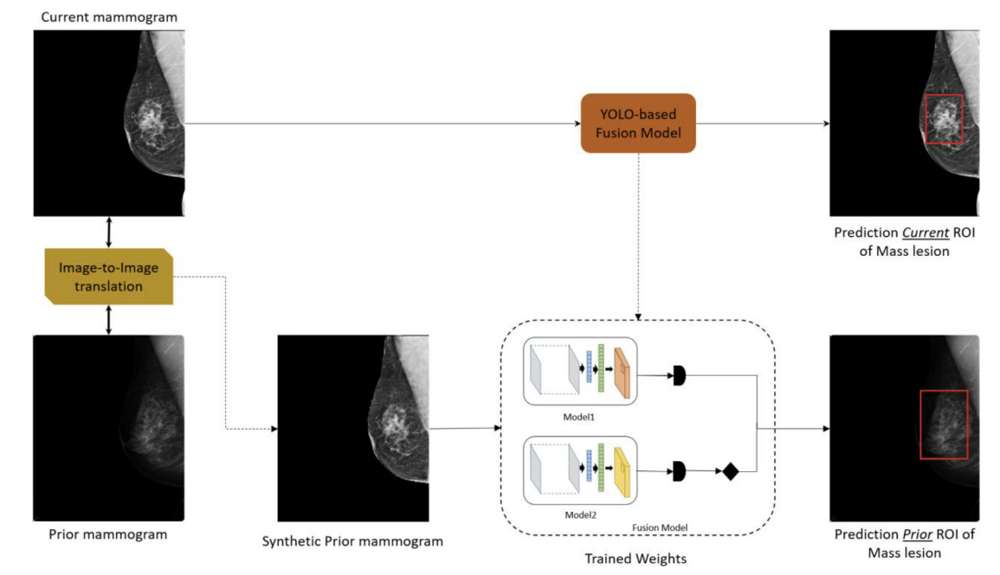 Current mammogram
YOLO-based
Fusion Model
Prediction Current ROI
of Mass lesion
Image-to-Image
translation
Model1
Model2
Fusion Model
Prior mammogram
Synthetic Prior mammogram
Trained Weights
Prediction Prior ROI of
Mass lesion